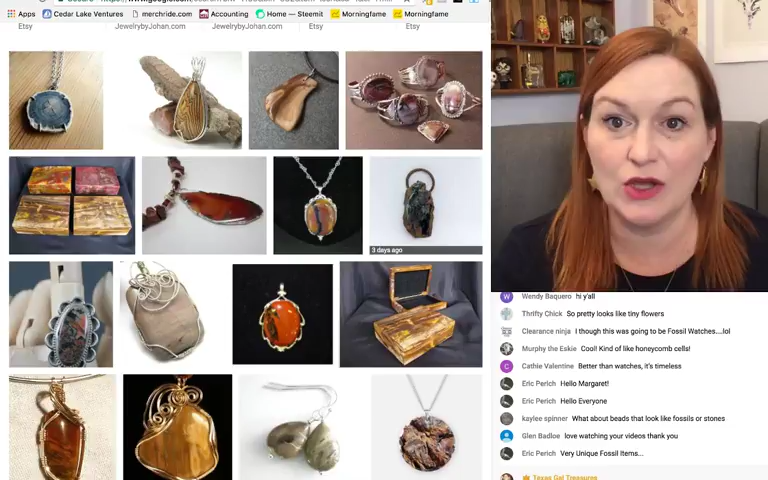 Apps
Cedar Lake Ventures
merchride.com
Accounting
Home — Steemit
Morningfame
Morningfame
Etsy
JewelrybyJohan.com
JewelrybyJohan.com
Etsy
Etsy
3 days ago
Wendy Baquero hi y'all
Thrifty Chick So pretty looks like tiny flowers
Clearance ninja I though this was going to be Fossil Watches....lol
Murphy the Eskie Cool! Kind of like honeycomb cells!
Cathie Valentine Better than watches, it's timeless
Eric Perich Hello Margaret!
Eric Perich Hello Everyone
kaylee spinner What about beads that look like fossils or stones
Glen Badloe love watching your videos thank you
Eric Perich Very Unique Fossil Items...
Texas Gal Treasures